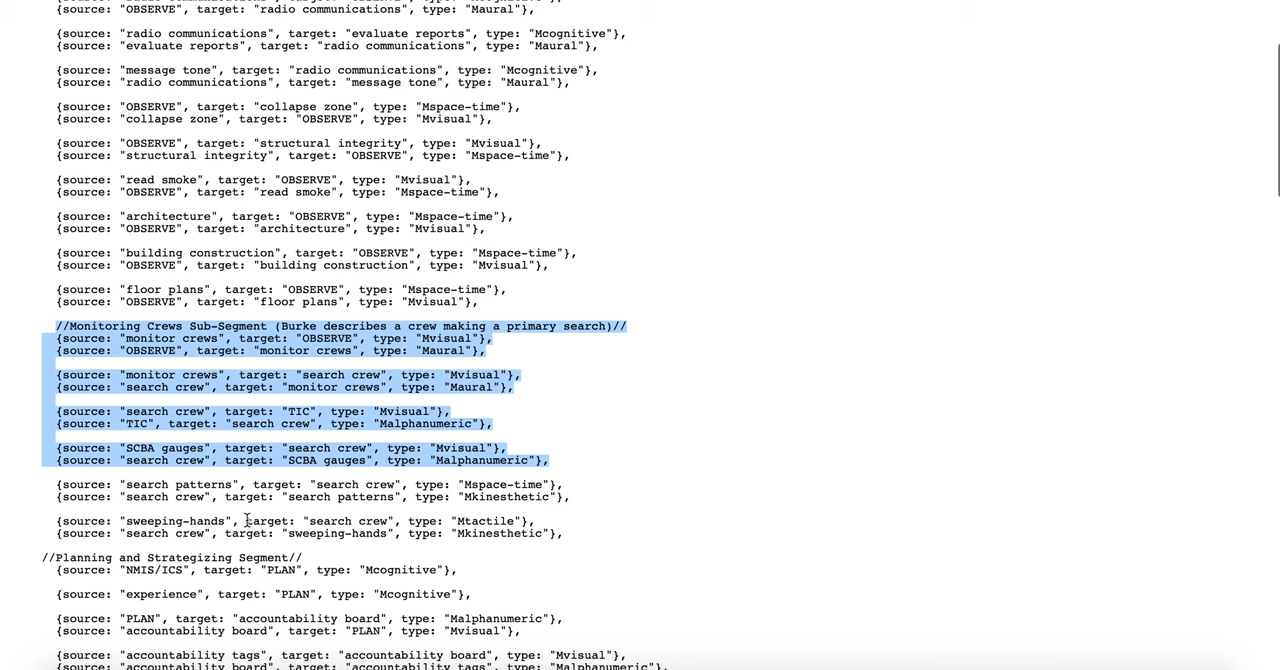 {source: "OBSERVE", target: "radio communications", type: "Maural"},
{source: "radio communications", target: "evaluate reports", type: "Mcognitive"},
{source: "evaluate reports", target: "radio communications", type: "Maural"},
{source: "message tone", target: "radio communications", type: "Mcognitive"},
{source: "radio communications", target: "message tone", type: "Maural"},
{source: "OBSERVE", target: "collapse zone", type: "Mspace-time"},
{source: "collapse zone", target: "OBSERVE", type: "Mvisual"},
{source: "OBSERVE", target: "structural integrity", type: "Mvisual"},
{source: "structural integrity", target: "OBSERVE", type: "Mspace-time"},
{source: "read smoke", target: "OBSERVE", type: "Mvisual"},
{source: "OBSERVE", target: "read smoke", type: "Mspace-time"},
{source: "architecture", target: "OBSERVE", type: "Mspace-time"},
{source: "OBSERVE", target: "architecture", type: "Mvisual"},
{source: "building construction", target: "OBSERVE", type: "Mspace-time"},
{source: "OBSERVE", target: "building construction", type: "Mvisual"},
{source: "floor plans", target: "OBSERVE", type: "Mspace-time"},
{source: "OBSERVE", target: "floor plans", type: "Mvisual"},
//Monitoring Crews Sub-Segment (Burke describes a crew making a primary search)//
{source: "monitor crews", target: "OBSERVE", type: "Mvisual"},
{source: "OBSERVE", target: "monitor crews", type: "Maural"},
{source: "monitor crews", target: "search crew", type: "Mvisual"},
{source: "search crew", target: "monitor crews", type: "Maural"},
{source: "search crew", target: "TIC", type: "Mvisual"},
{source: "TIC", target: "search crew", type: "Malphanumeric"},
{source: "SCBA gauges", target: "search crew", type: "Mvisual"},
{source: "search crew", target: "SCBA gauges", type: "Malphanumeric"},
{source: "search patterns", target: "search crew", type: "Mspace-time"},
{source: "search crew", target: "search patterns", type: "Mkinesthetic"},
{source: "sweeping-hands", target: "search crew", type: "Mtactile"},
{source: "search crew", target: "sweeping-hands", type: "Mkinesthetic"},
//Planning and Strategizing Segment//
{source: "NMIS/ICS", target: "PLAN", type: "Mcognitive"},
{source: "experience", target: "PLAN", type: "Mcognitive"},
{source: "PLAN", target: "accountability board", type: "Malphanumeric"},
{source: "accountability board", target: "PLAN", type: "Mvisual"},
{source: "accountability tags", target: "accountability board", type: "Mvisual"},
{source: "accountability board", target: "accountability tags", type: "Malphanumeric"},